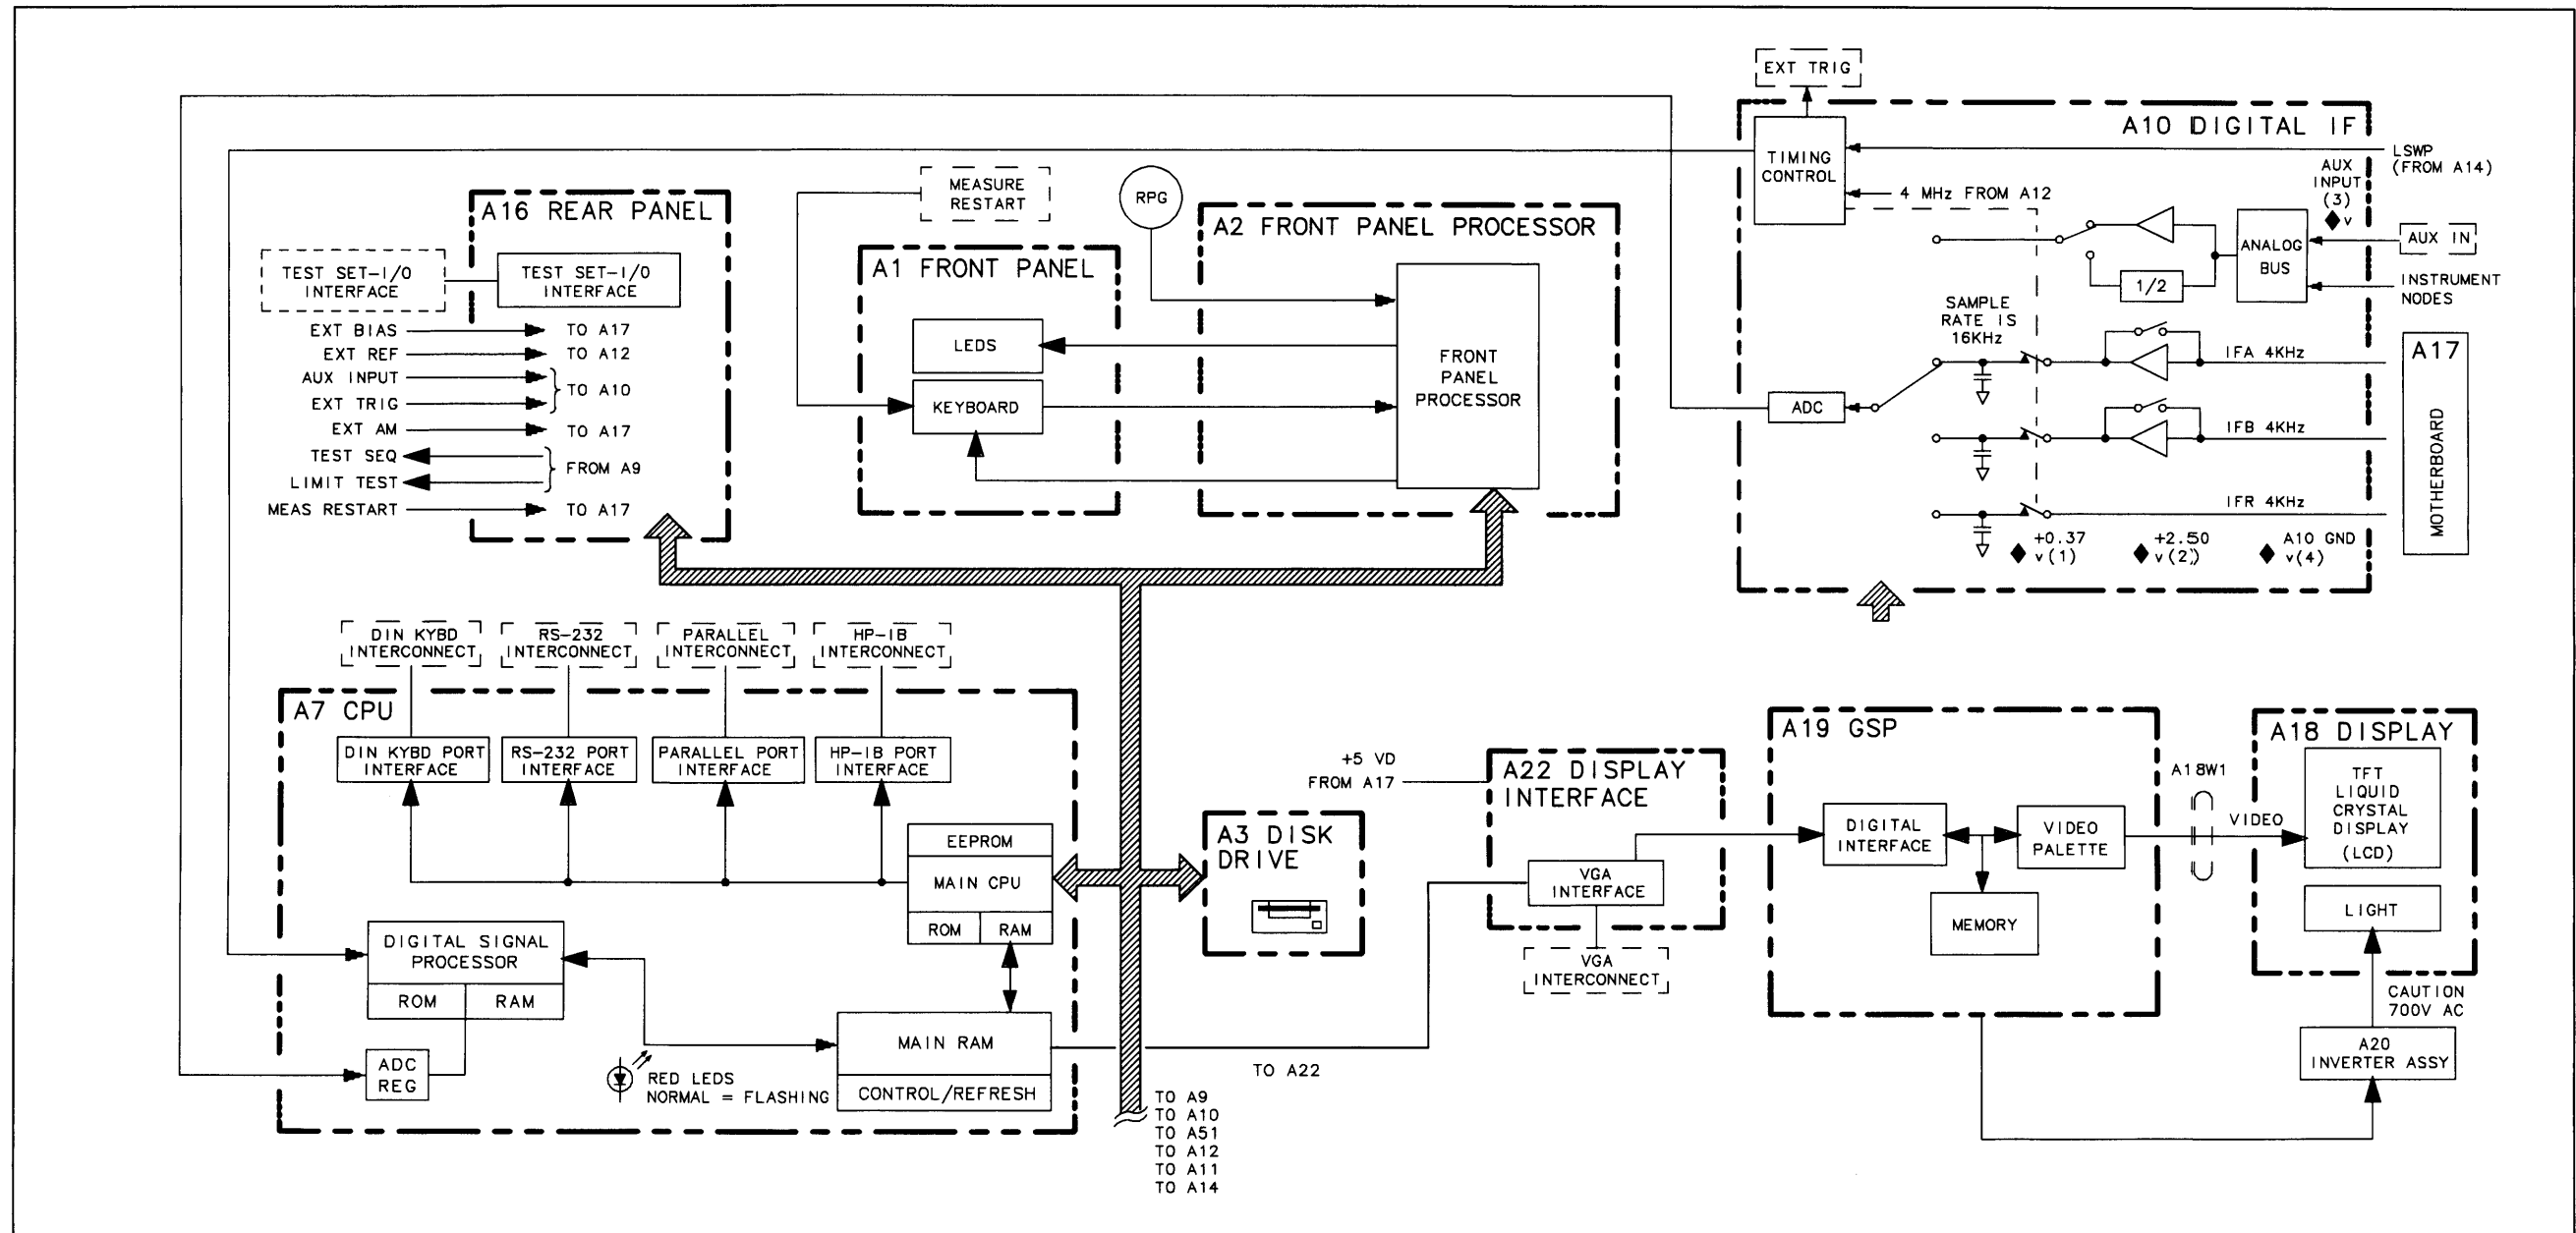 EXT TRIG
A10 DIGITAL IF
TIMING
CONTROL
LSWP
(FROM A14)
4 MHz FROM A12
AUX
INPUT
(3)
v
AUX IN
ANALOG
BUS
1/2
INSTRUMENT
NODES
SAMPLE
RATE IS
16KHz
IFA 4KHz
IFB 4KHz
IFR 4KHz
ADC
A17
MOTHERBOARD
+0.37
v(1)
+2.50
v(2)
A10 GND
v(4)
MEASURE
RESTART
RPG
A16 REAR PANEL
TEST SET-I/O
INTERFACE
TEST SET-I/O
INTERFACE
EXT BIAS
TO A17
EXT REF
TO A12
AUX INPUT
EXT TRIG
TO A10
EXT AM
TO A17
TEST SEQ
LIMIT TEST
FROM A9
MEAS RESTART
TO A17
A1 FRONT PANEL
LEDS
KEYBOARD
A2 FRONT PANEL PROCESSOR
FRONT
PANEL
PROCESSOR
DIN KYBD
INTERCONNECT
RS-232
INTERCONNECT
PARALLEL
INTERCONNECT
HP-IB
INTERCONNECT
A7 CPU
DIN KYBD PORT
INTERFACE
RS-232 PORT
INTERFACE
PARALLEL PORT
INTERFACE
HP-IB PORT
INTERFACE
EEPROM
MAIN CPU
ROM
RAM
DIGITAL SIGNAL
PROCESSOR
ROM
RAM
ADC
REG
RED LEDS
NORMAL = FLASHING
MAIN RAM
CONTROL/REFRESH
TO A9
TO A10
TO A51
TO A12
TO A11
TO A14
A3 DISK
DRIVE
TO A22
+5 VD
FROM A17
A22 DISPLAY
INTERFACE
VGA
INTERFACE
VGA
INTERCONNECT
A19 GSP
DIGITAL
INTERFACE
VIDEO
PALETTE
MEMORY
A18W1
VIDEO
A18 DISPLAY
TFT
LIQUID
CRYSTAL
DISPLAY
(LCD)
LIGHT
CAUTION
700V AC
A20
INVERTER ASSY